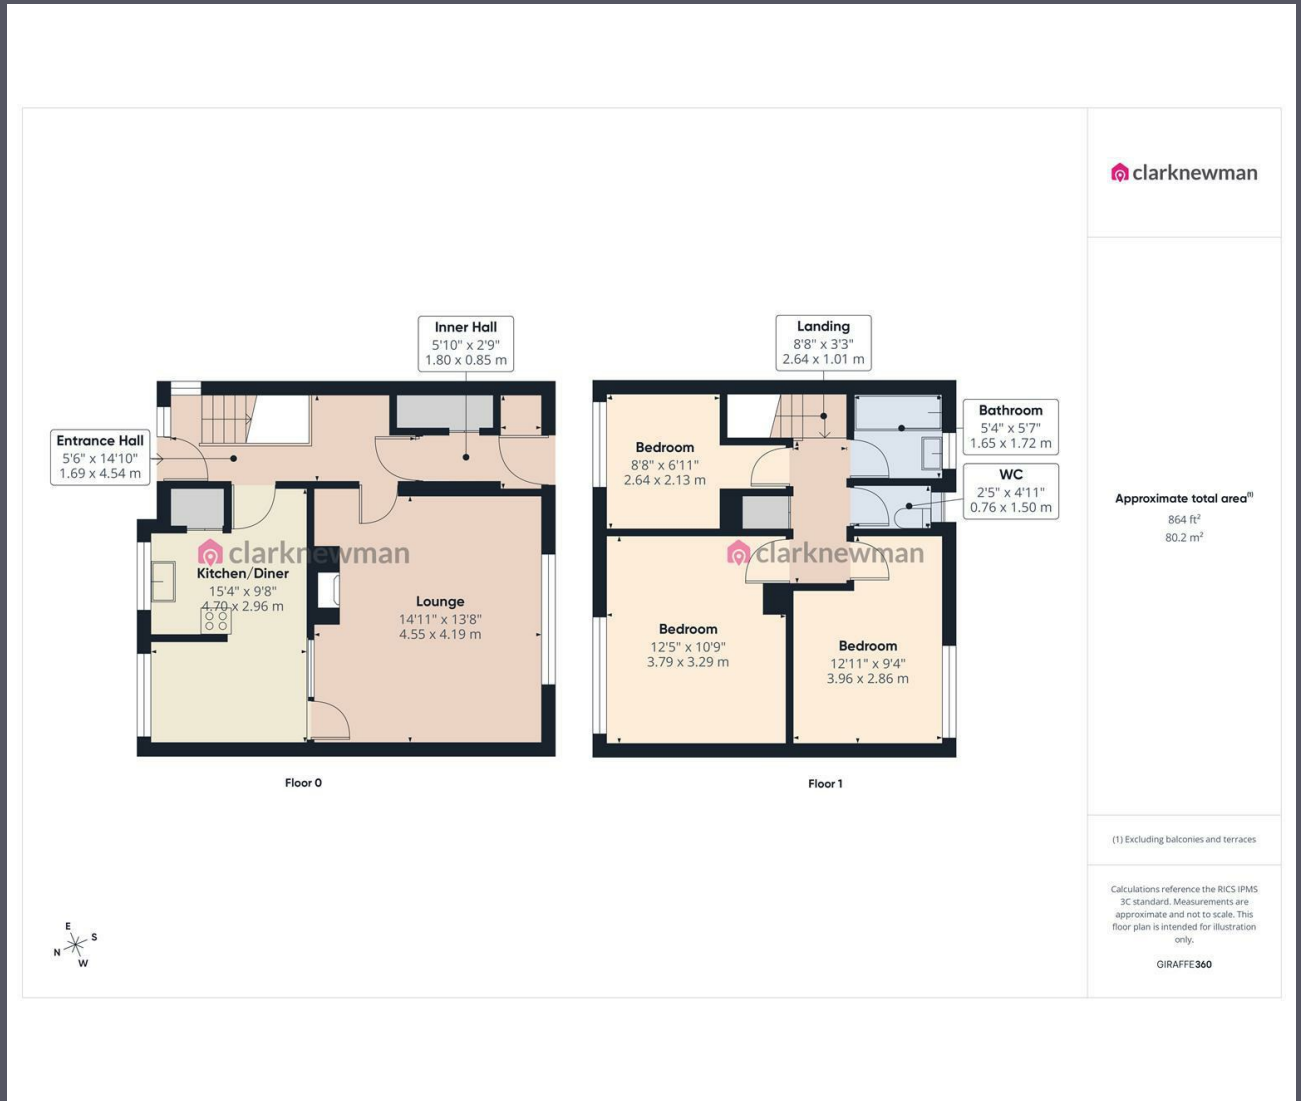 clarknewman
Inner Hall
5'10" x 2'9"
1.80 x 0.85 m
Landing
8'8" x 3'3"
2.64 x 1.01 m
Entrance Hall
5'6" x 14'10"
1.69 x 4.54 m
Bedroom
8'8" x 6'11"
2.64 x 2.13 m
Bathroom
5'4" x 5'7"
1.65 x 1.72 m
WC
2'5" x 4'11"
0.76 x 1.50 m
clarknewman
clarknewman
Kitchen/Diner
15'4" x 9'8"
4.70 x 2.96 m
Lounge
14'11" x 13'8"
4.55 x 4.19 m
Bedroom
12'5" x 10'9"
3.79 x 3.29 m
Bedroom
12'11" x 9'4"
3.96 x 2.86 m
Floor 0
Floor 1
Approximate total area(1)
864 ft²
80.2 m²
(1) Excluding balconies and terraces
Calculations reference the RICS IPMS
3C standard. Measurements are
approximate and not to scale. This
floor plan is intended for illustration
only.
GIRAFFE360
E
S
N
W